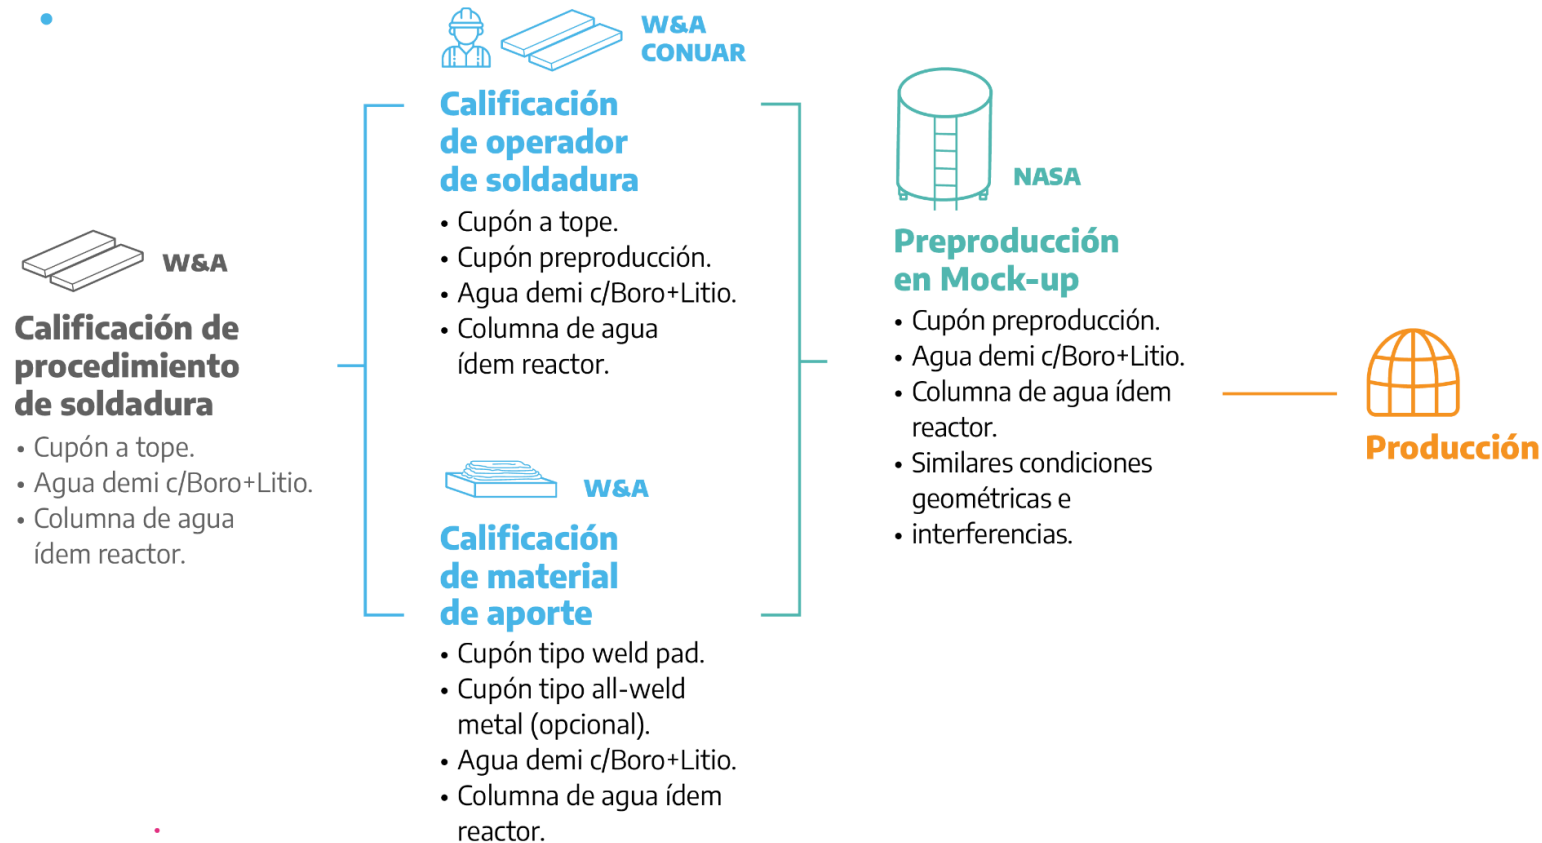 W&A
Calificación de
procedimiento
de soldadura
• Cupón a tope.
• Agua demi c/Boro+Litio.
• Columna de agua
ídem reactor.
W&A
CONUAR
Calificación
de operador
de soldadura
• Cupón a tope.
• Cupón preproducción.
• Agua demi c/Boro+Litio.
• Columna de agua
ídem reactor.
W&A
Calificación
de material
de aporte
• Cupón tipo weld pad.
• Cupón tipo all-weld
metal (opcional).
• Agua demi c/Boro+Litio.
• Columna de agua ídem
reactor.
NASA
Preproducción
en Mock-up
• Cupón preproducción.
• Agua demi c/Boro+Litio.
• Columna de agua ídem
reactor.
• Similares condiciones
geométricas e
• interferencias.
Producción